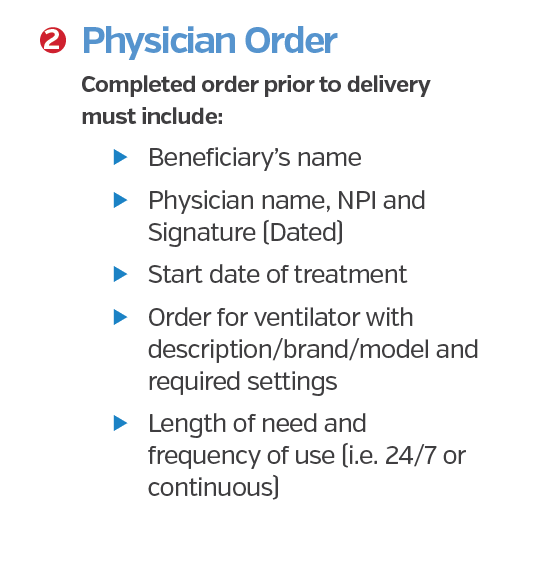 2 Physician Order
Completed order prior to delivery
must include:
Beneficiary’s name
Physician name, NPI and
Signature (Dated)
Start date of treatment
Order for ventilator with
description/brand/model and
required settings
Length of need and
frequency of use (i.e. 24/7 or
continuous)